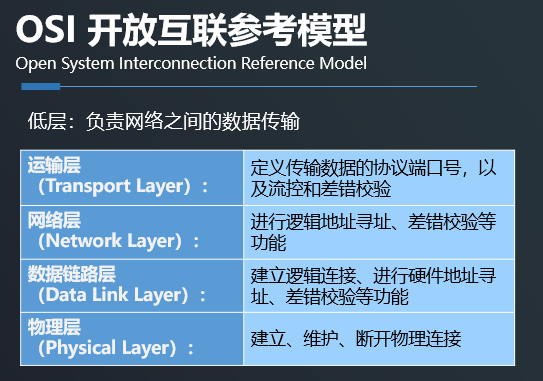 OSI 开放互联参考模型
Open System Interconnection Reference Model
低层：负责网络之间的数据传输
运输层
（Transport Layer）：
定义传输数据的协议端口号，以
及流控和差错校验
网络层
（Network Layer）：
进行逻辑地址寻址、差错校验等
功能
数据链路层
（Data Link Layer）：
建立逻辑连接、进行硬件地址寻
址、差错校验等功能
物理层
（Physical Layer）：
建立、维护、断开物理连接